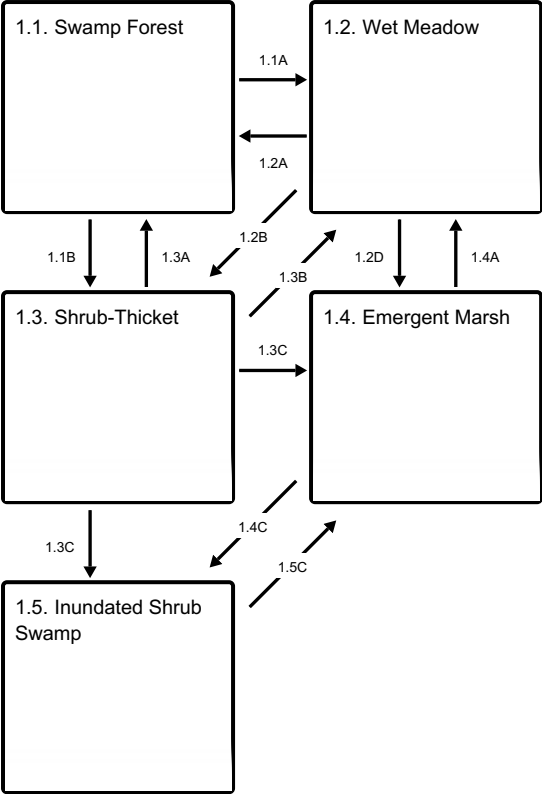 1.1. Swamp Forest
1.2. Wet Meadow
1.1A
1.2A
1.1B
1.3A
1.2B
1.3B
1.2D
1.4A
1.3. Shrub-Thicket
1.4. Emergent Marsh
1.3C
1.3C
1.4C
1.5C
1.5. Inundated Shrub
Swamp